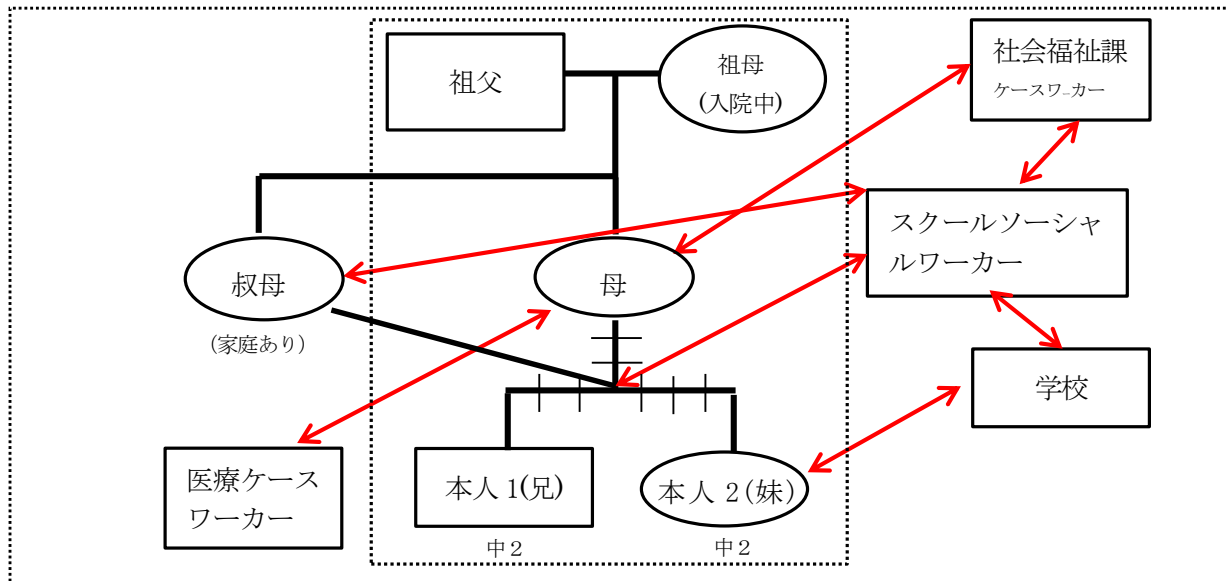 祖父
祖母
(入院中)
社会福祉課
ケースワ−カー
スクールソーシャ
ルワーカー
叔母
(家庭あり)
母
学校
医療ケース
ワーカー
本人 1(兄)
本人 2(妹)
中2
中2